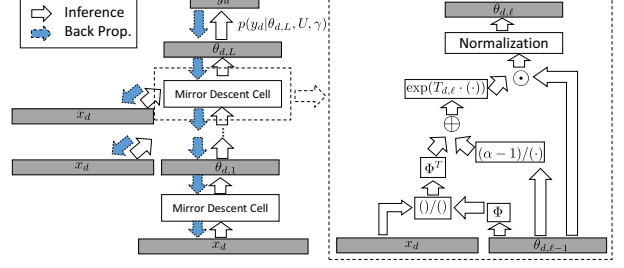 Inference
Back Prop.
y_d
p(y_d|θ_{d,L}, U, γ)
θ_{d,L}
Mirror Descent Cell
x_d
x_d
θ_{d,1}
Mirror Descent Cell
x_d
θ_{d,ℓ}
Normalization
exp(T_{d,ℓ} · (·))
⊙
⊕
Φ^T
(α − 1)/(·)
()/()
Φ
x_d
θ_{d,ℓ−1}